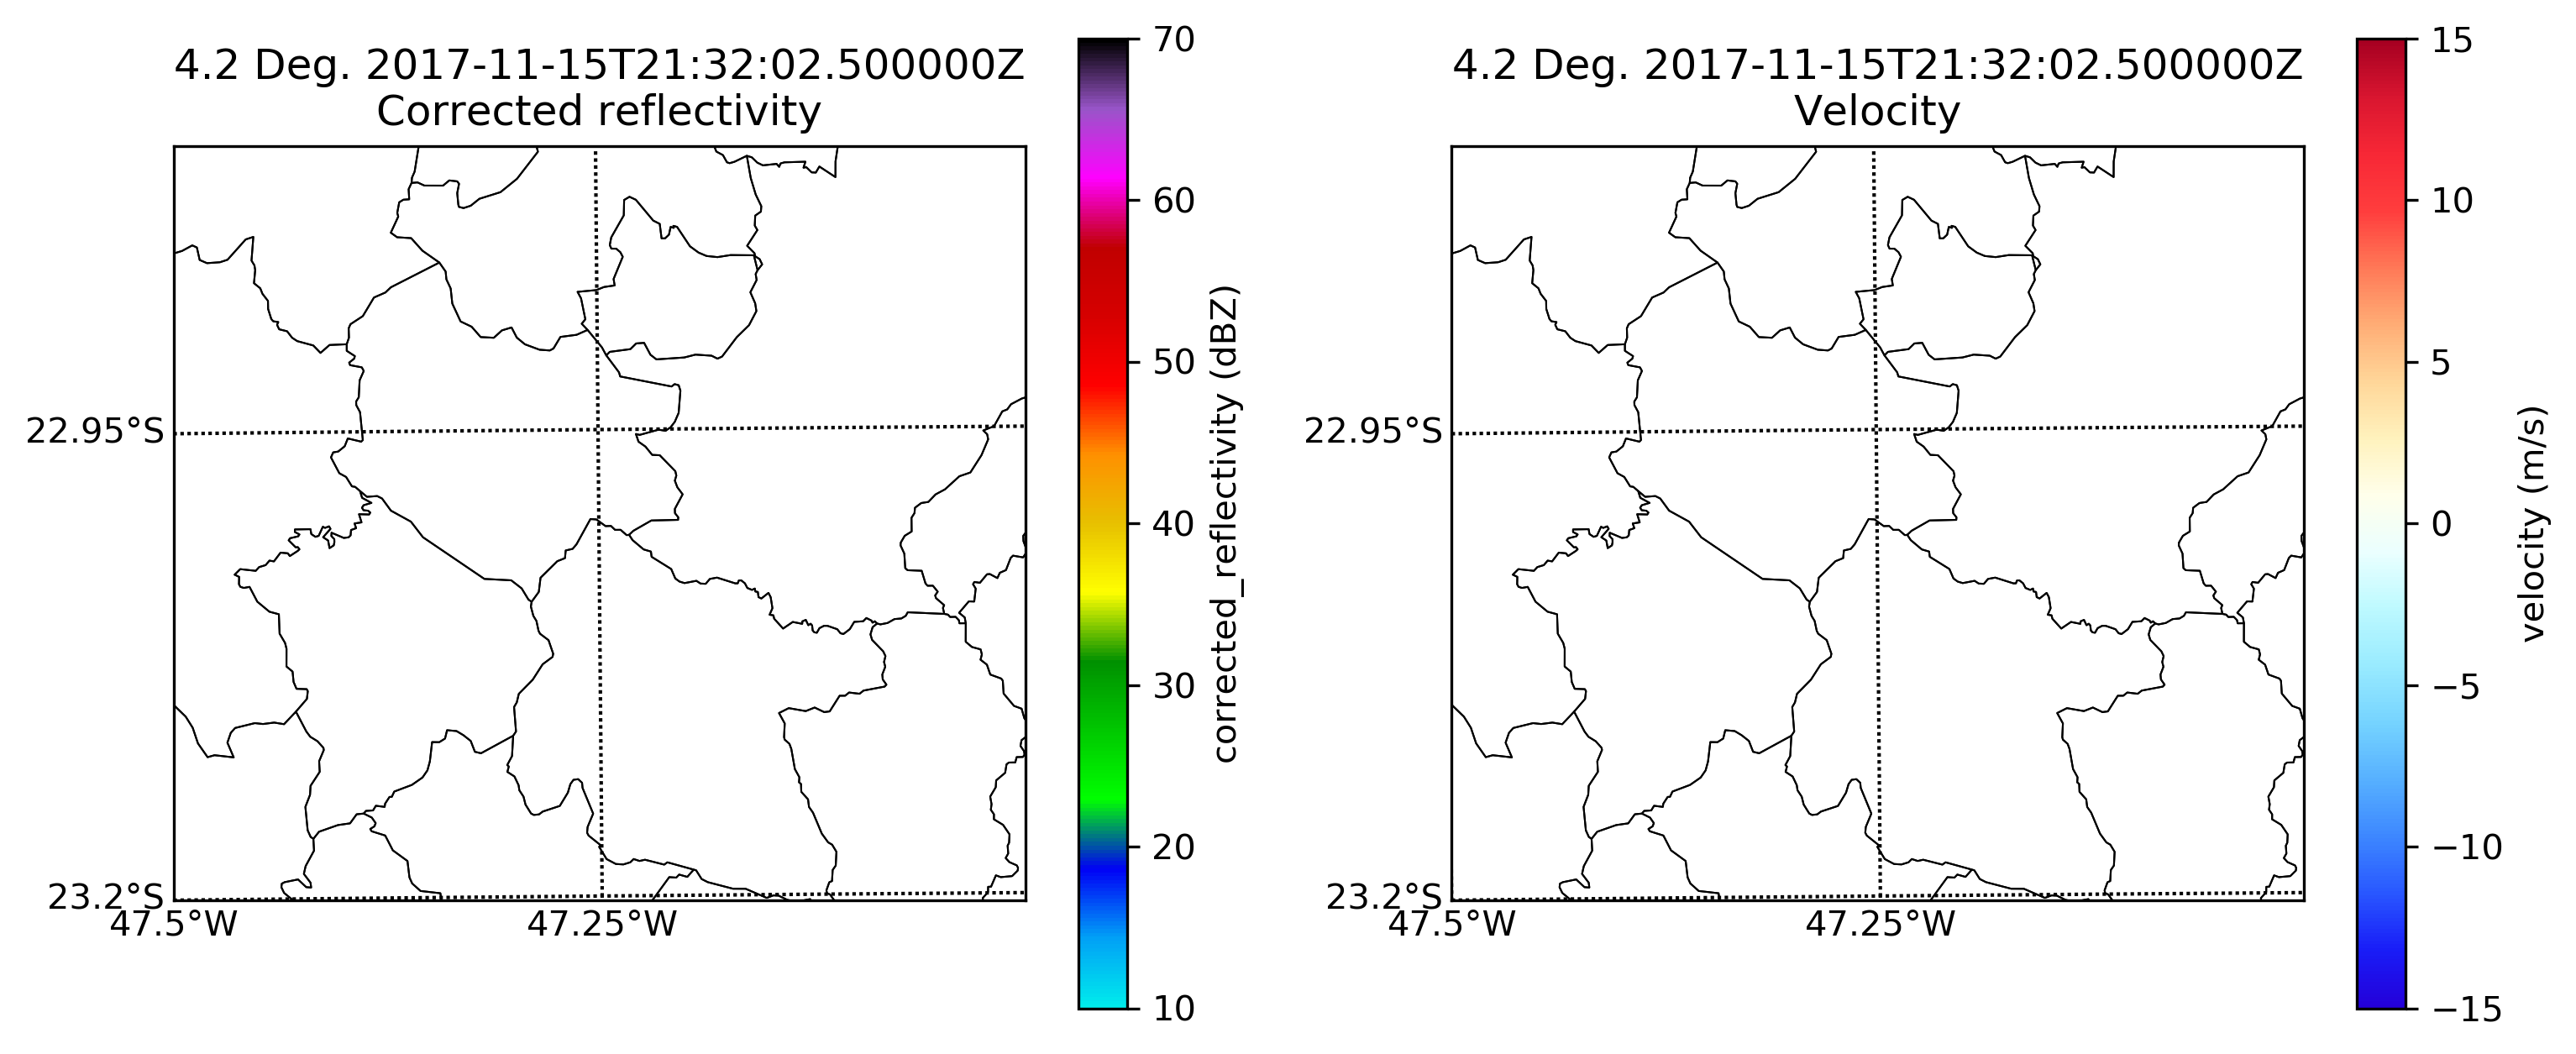 4.2 Deg. 2017-11-15T21:32:02.500000Z
Corrected reflectivity
22.95°S
23.2°S
47.5°W
47.25°W
70
60
50
40
30
20
10
corrected_reflectivity (dBZ)
4.2 Deg. 2017-11-15T21:32:02.500000Z
Velocity
22.95°S
23.2°S
47.5°W
47.25°W
15
10
5
0
−5
−10
−15
velocity (m/s)